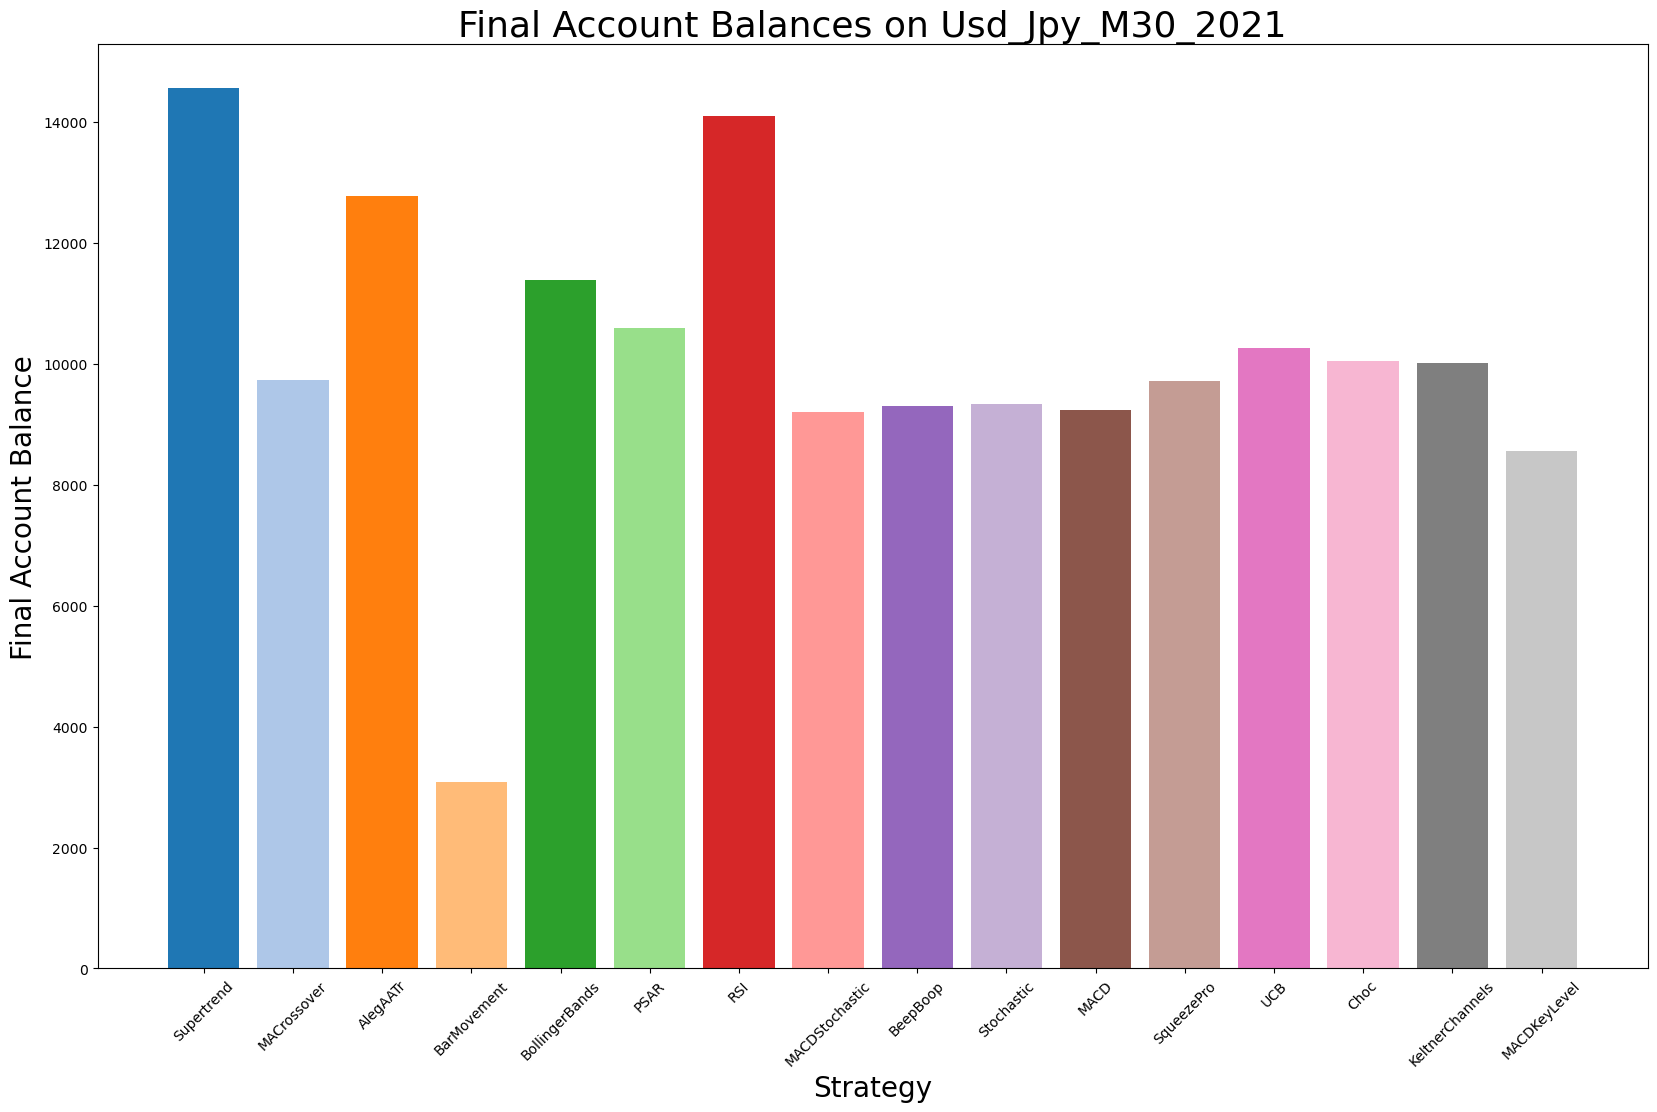 Final Account Balances on Usd_Jpy_M30_2021
Final Account Balance
14000
12000
10000
8000
6000
4000
2000
0
Supertrend
MACrossover
AlegAATr
BarMovement
BollingerBands
PSAR
RSI
MACDStochastic
BeepBoop
Stochastic
MACD
SqueezePro
UCB
Choc
KeltnerChannels
MACDKeyLevel
Strategy